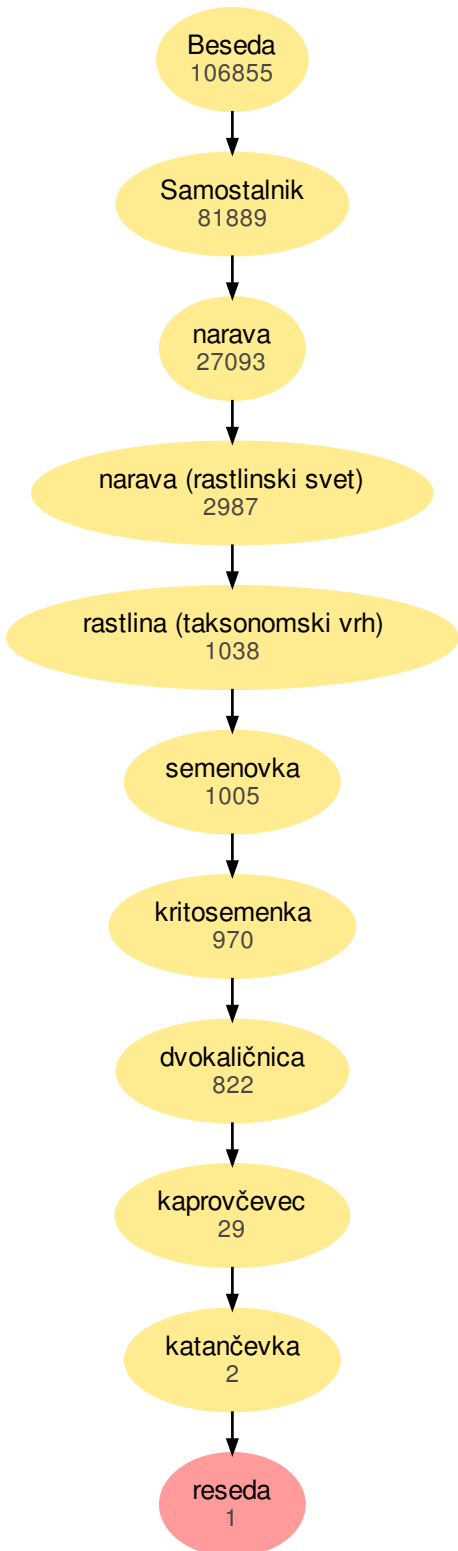 Beseda
106855
Samostalnik
81889
narava
27093
narava (rastlinski svet)
2987
rastlina (taksonomski vrh)
1038
semenovka
1005
kritosemenka
970
dvokaličnica
822
kaprovčevec
29
katančevka
2
reseda
1